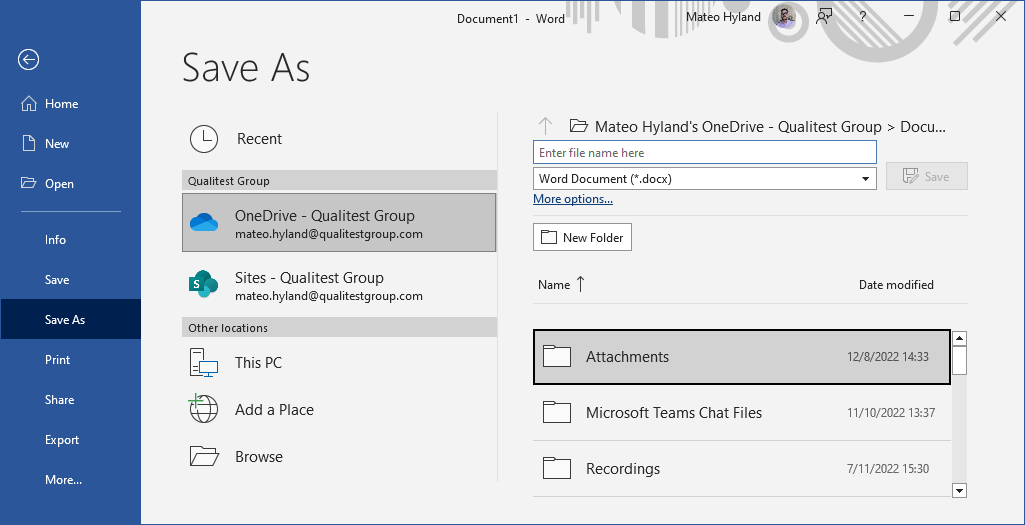 Document1 - Word
Mateo Hyland
?
Save As
Home
New
Open
Info
Save
Save As
Print
Share
Export
More...
Recent
Qualitest Group
OneDrive - Qualitest Group
mateo.hyland@qualitestgroup.com
S
Sites - Qualitest Group
mateo.hyland@qualitestgroup.com
Other locations
This PC
Add a Place
Browse
Mateo Hyland's OneDrive - Qualitest Group > Docu...
Enter file name here
Word Document (*.docx)
Save
More options...
New Folder
Name Date modified
Attachments 12/8/2022 14:33
Microsoft Teams Chat Files 11/10/2022 13:37
Recordings 7/11/2022 15:30